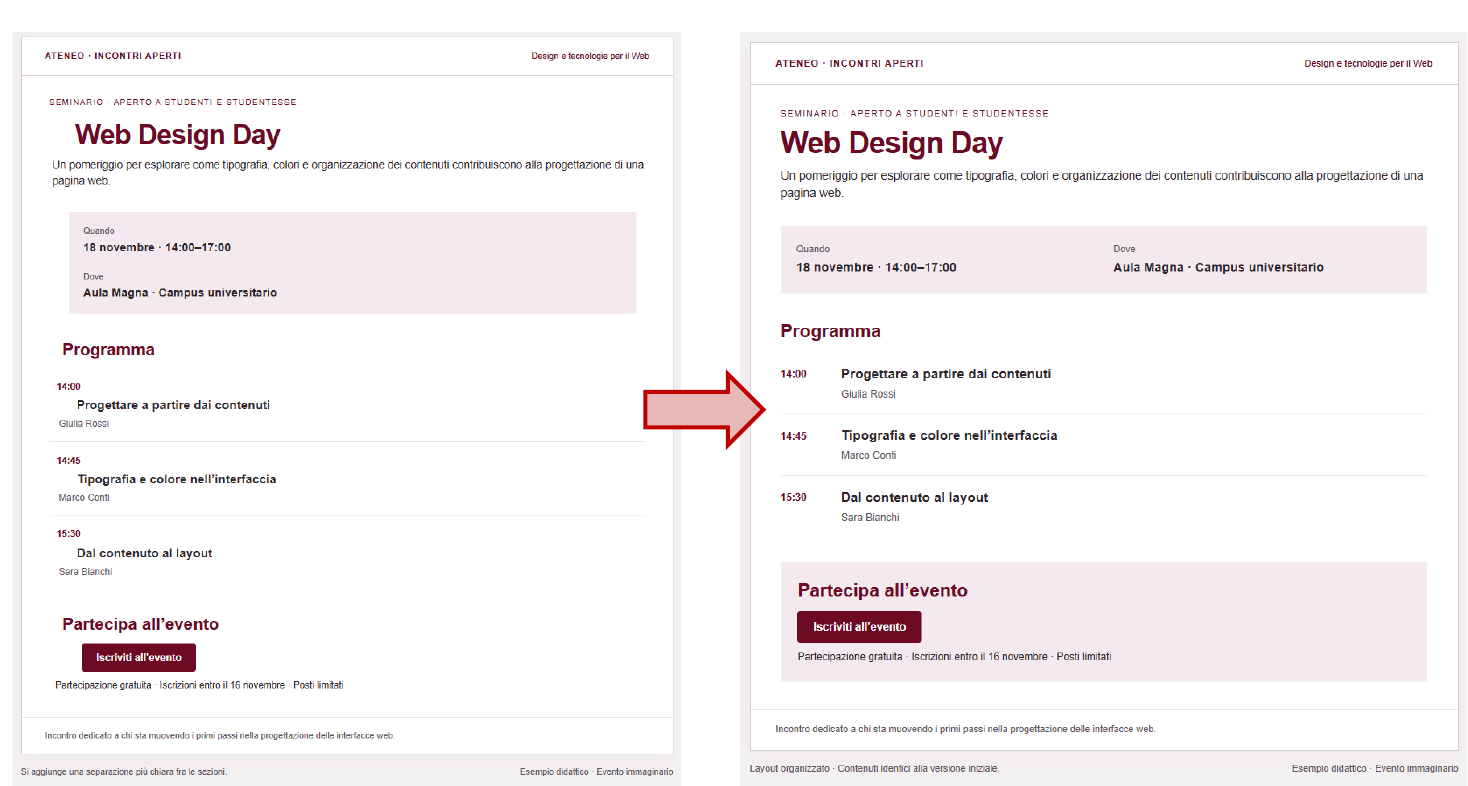 ATENEO · INCONTRI APERTI
Design e tecnologie per il Web
SEMINARIO · APERTO A STUDENTI E STUDENTESSE
Web Design Day
Un pomeriggio per esplorare come tipografia, colori e organizzazione dei contenuti contribuiscono alla progettazione di una
pagina web.
Quando
18 novembre · 14:00–17:00
Dove
Aula Magna · Campus universitario
Programma
14:00
Progettare a partire dai contenuti
Giulia Rossi
14:45
Tipografia e colore nell’interfaccia
Marco Conti
15:30
Dal contenuto al layout
Sara Bianchi
Partecipa all’evento
Iscriviti all’evento
Partecipazione gratuita · Iscrizioni entro il 16 novembre · Posti limitati
Incontro dedicato a chi sta muovendo i primi passi nella progettazione delle interfacce web.
Si aggiunge una separazione più chiara fra le sezioni.
Esempio didattico · Evento immaginario
ATENEO · INCONTRI APERTI
Design e tecnologie per il Web
SEMINARIO · APERTO A STUDENTI E STUDENTESSE
Web Design Day
Un pomeriggio per esplorare come tipografia, colori e organizzazione dei contenuti contribuiscono alla progettazione di una
pagina web.
Quando
18 novembre · 14:00–17:00
Dove
Aula Magna · Campus universitario
Programma
14:00
Progettare a partire dai contenuti
Giulia Rossi
14:45
Tipografia e colore nell’interfaccia
Marco Conti
15:30
Dal contenuto al layout
Sara Bianchi
Partecipa all’evento
Iscriviti all’evento
Partecipazione gratuita · Iscrizioni entro il 16 novembre · Posti limitati
Incontro dedicato a chi sta muovendo i primi passi nella progettazione delle interfacce web.
Layout organizzato · Contenuti identici alla versione iniziale.
Esempio didattico · Evento immaginario